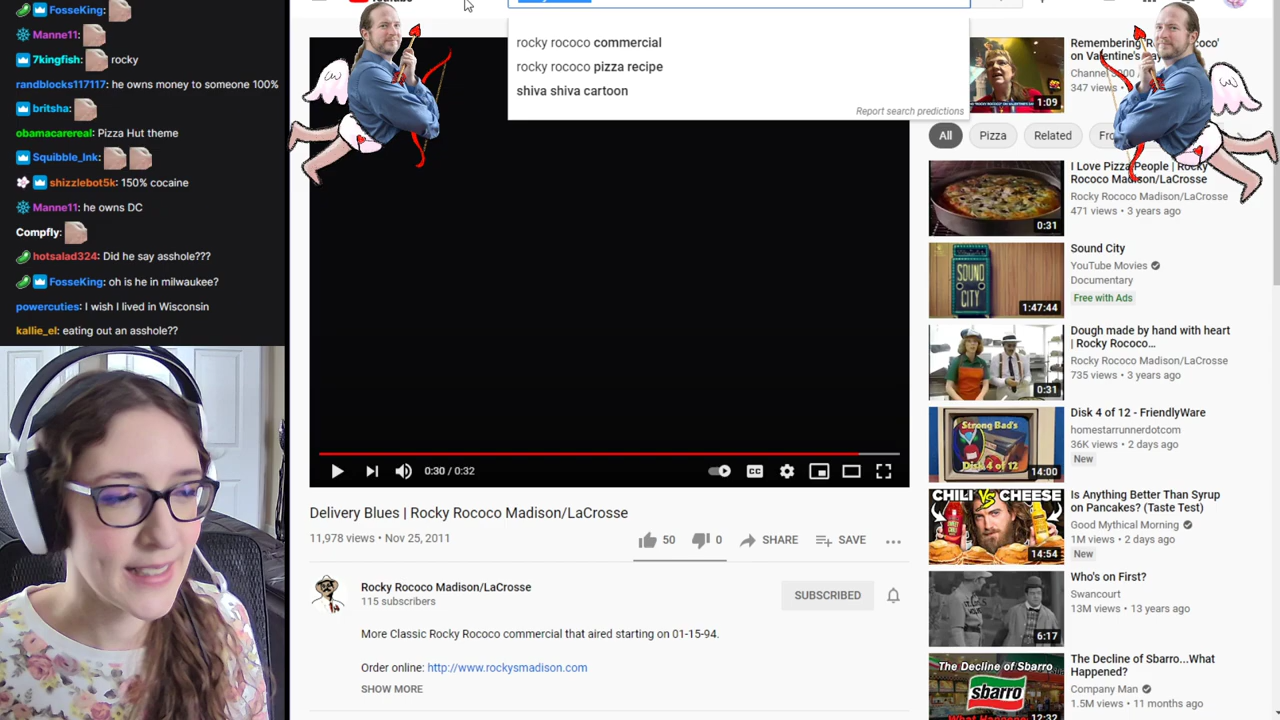 FosseKing:
Manne11:
7kingfish: rocky
randblocks117117: he owns money to someone 100%
britsha:
obamacarereal: Pizza Hut theme
Squibble_Ink:
shizzlebot5k: 150% cocaine
Manne11: he owns DC
Compfly:
hotsalad324: Did he say asshole???
FosseKing: oh is he in milwaukee?
powercuties: I wish I lived in Wisconsin
kallie_el: eating out an asshole??
rocky rococo commercial
rocky rococo pizza recipe
shiva shiva cartoon
Report search predictions
0:30 / 0:32
CC
Delivery Blues | Rocky Rococo Madison/LaCrosse
11,978 views • Nov 25, 2011
50
0
SHARE
SAVE
Rocky Rococo Madison/LaCrosse
115 subscribers
SUBSCRIBED
More Classic Rocky Rococo commercial that aired starting on 01-15-94.
Order online: http://www.rockysmadison.com
SHOW MORE
1:09
Remembering
on Valentine's
347 views •
All
Pizza
Related
0:31
I Love Pizza People |
Rococo Madison/LaCrosse
Rocky Rococo Madison/LaCrosse
471 views • 3 years ago
SOUND
CITY
1:47:44
Sound City
YouTube Movies
Documentary
Free with Ads
0:31
Dough made by hand with heart
| Rocky Rococo...
Rocky Rococo Madison/LaCrosse
735 views • 3 years ago
Strong Bad's
Disk 4 of 12
14:00
Disk 4 of 12 - FriendlyWare
homestarrunnerdotcom
36K views • 2 days ago
New
CHILI VS CHEESE
14:54
Is Anything Better Than Syrup
on Pancakes? (Taste Test)
Good Mythical Morning
1M views • 2 days ago
New
6:17
Who's on First?
Swancourt
13M views • 13 years ago
The Decline of Sbarro
sbarro
What Happened?
12:32
The Decline of Sbarro...What
Happened?
Company Man
1.5M views • 11 months ago